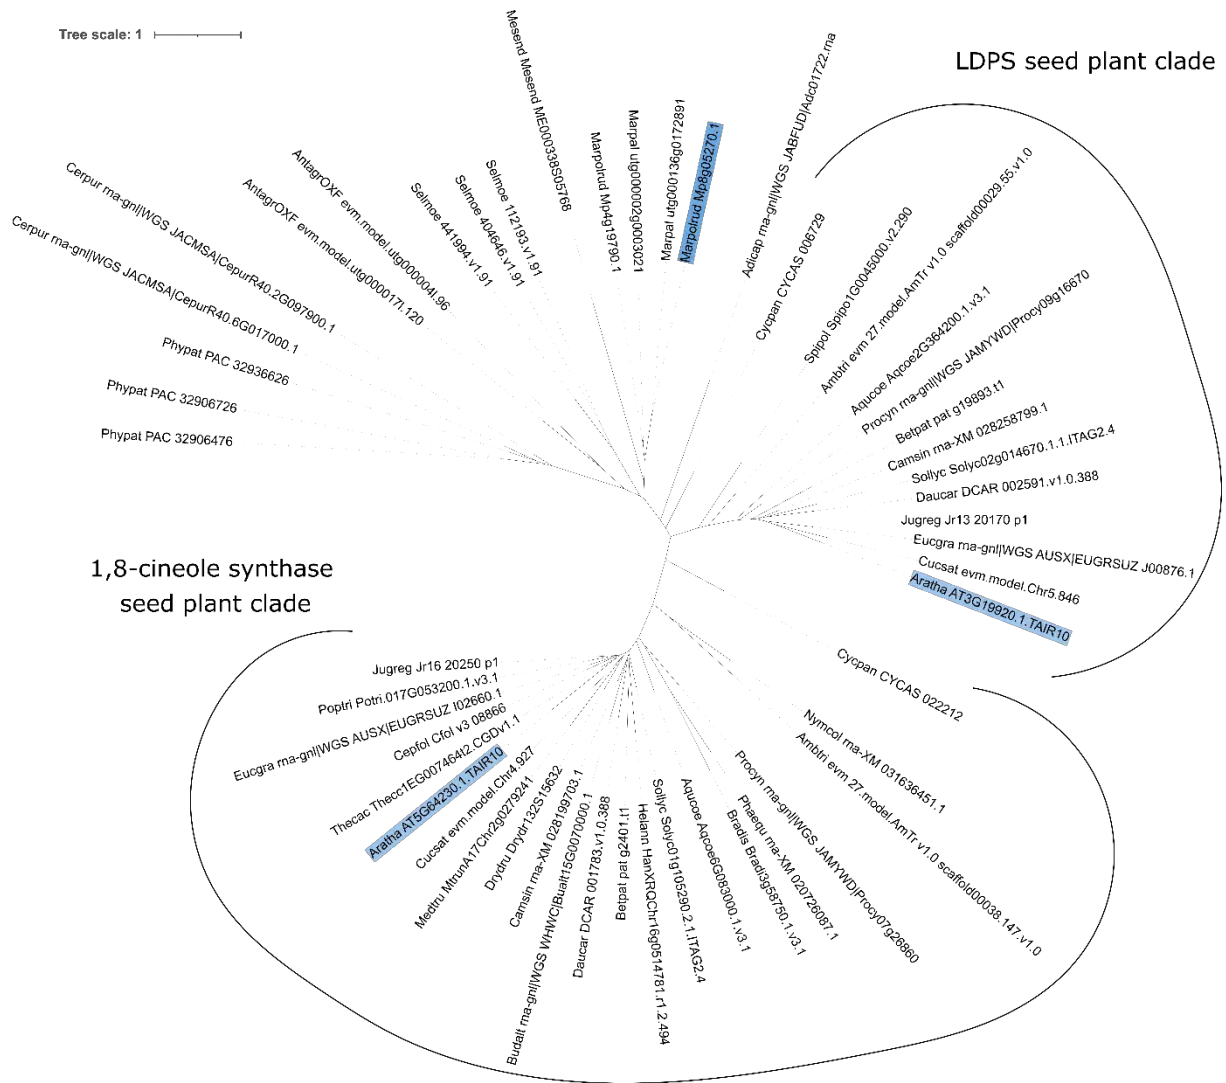 Tree scale: 1
LDPS seed plant clade
Mesend Mesend ME000338S05768
Marpolrud Mp4g19790.1
Marpal utg000002g0003021
Marpal utg000136g0172891
Marpolrud Mp8g05270.1
Adicap rna-gnl|WGS JABFUD|Adc01722.rna
Cycpan CYCAS 006729
Spipol Spipo1G0045000.v2.290
Ambtri evm 27.model.AmTr v1.0 scaffold00029.55.v1.0
Aqucoe Aqcoe2G364200.1.v3.1
Procyn rna-gnl|WGS JAMYWD|Procy09g16670
Betpat pat g19893.t1
Camsin rna-XM 028258799.1
Sollyc Solyc02g014670.1.1.ITAG2.4
Daucar DCAR 002591.v1.0.388
Jugreg Jr13 20170 p1
Eucgra rna-gnl|WGS AUSX|EUGRSUZ J00876.1
Cucsat evm.model.Chr5.846
Aratha AT3G19920.1.TAIR10
Cycpan CYCAS 022212
Nymcol rna-XM 031636451.1
Ambtri evm 27.model.AmTr v1.0 scaffold00038.147.v1.0
Procyn rna-gnl|WGS JAMYWD|Procy07g26860
Phaequ rna-XM 020726087.1
Bradis Bradi3g58750.1.v3.1
Aqucoe Aqcoe6G083000.1.v3.1
Sollyc Solyc01g105290.2.1.ITAG2.4
Helann HanXRQChr16g0514781.r1.2.494
Betpat pat g2401.t1
Daucar DCAR 001783.v1.0.388
Budalt rna-gnl|WGS WHWC|Bualt15G0070000.1
Camsin rna-XM 028199703.1
Drydru Drydr132S15632
Medtru MtrunA17Chr2g0279241
Cucsat evm.model.Chr4.927
Aratha AT5G64230.1.TAIR10
Thecac Thecc1EG007464t2.CGDv1.1
Cepfol Cfol v3 08866
Eucgra rna-gnl|WGS AUSX|EUGRSUZ I02660.1
Poptri Potri.017G053200.1.v3.1
Jugreg Jr16 20250 p1
1,8-cineole synthase
seed plant clade
Phypat PAC 32906476
Phypat PAC 32906726
Phypat PAC 32936626
Cerpur rna-gnl|WGS JACMSA|CepurR40.6G017000.1
Cerpur rna-gnl|WGS JACMSA|CepurR40.2G097900.1
AntagrOXF evm.model.utg000017l.120
AntagrOXF evm.model.utg000004l.96
Selmoe 441994.v1.91
Selmoe 404646.v1.91
Selmoe 112193.v1.91